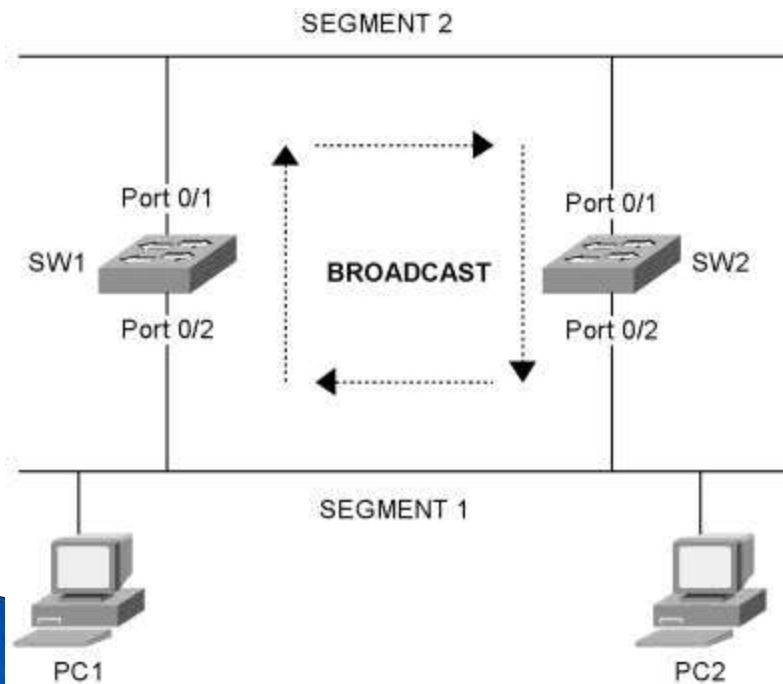 SEGMENT 2
Port 0/1
Port 0/1
SW1
BROADCAST
SW2
Port 0/2
Port 0/2
SEGMENT 1
PC1
PC2